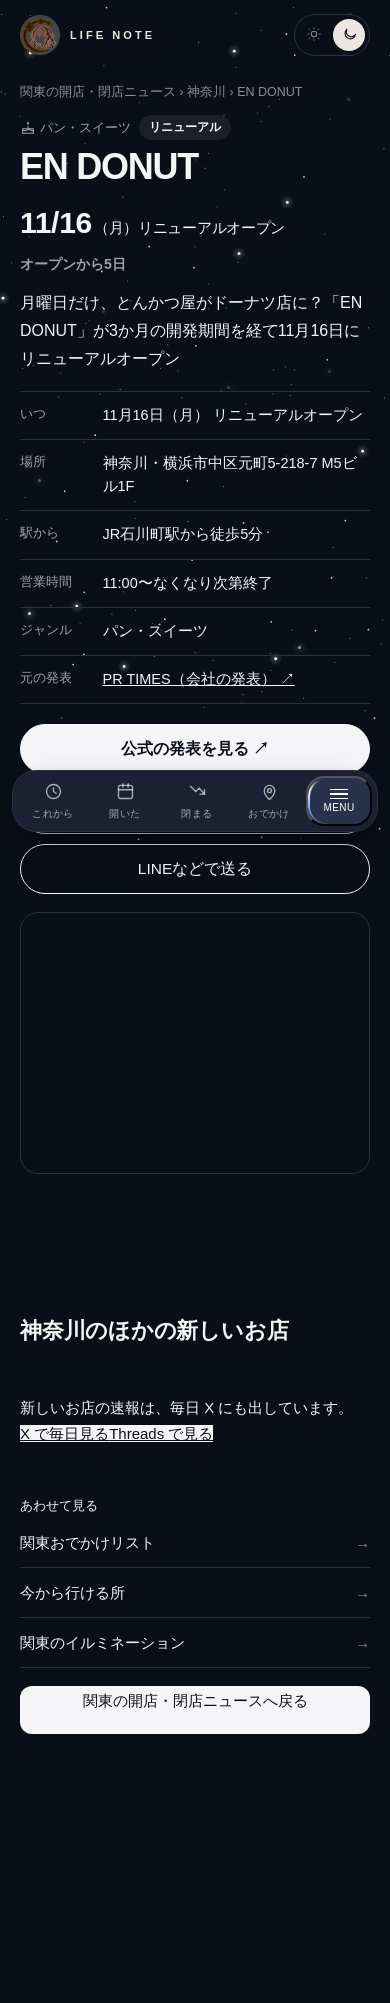 LIFE NOTE
関東の開店・閉店ニュース › 神奈川 › EN DONUT
パン・スイーツ リニューアル
EN DONUT
11/16（月）リニューアルオープン
オープンから5日
月曜日だけ、とんかつ屋がドーナツ店に？「EN
DONUT」が3か月の開発期間を経て11月16日に
リニューアルオープン
いつ 11月16日（月） リニューアルオープン
場所 神奈川・横浜市中区元町5-218-7 M5ビ
ル1F
駅から JR石川町駅から徒歩5分
営業時間 11:00〜なくなり次第終了
ジャンル パン・スイーツ
元の発表 PR TIMES（会社の発表） ↗
公式の発表を見る ↗
これから 開いた 閉まる おでかけ MENU
LINEなどで送る
神奈川のほかの新しいお店
新しいお店の速報は、毎日 X にも出しています。
X で毎日見るThreads で見る
あわせて見る
関東おでかけリスト →
今から行ける所 →
関東のイルミネーション →
関東の開店・閉店ニュースへ戻る